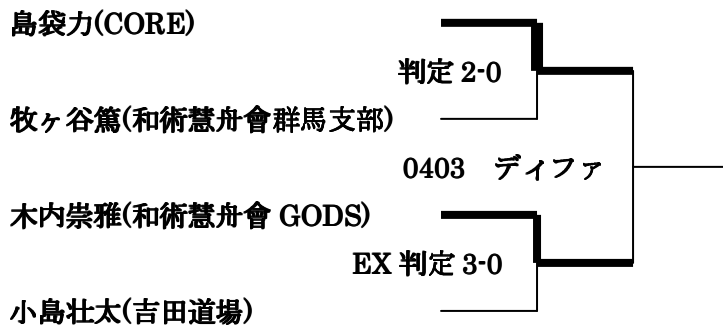 島袋力(CORE)
判定 2-0
牧ヶ谷篤(和術慧舟會群馬支部)
0403　ディファ
木内崇雅(和術慧舟會 GODS)
EX 判定 3-0
小島壮太(吉田道場)